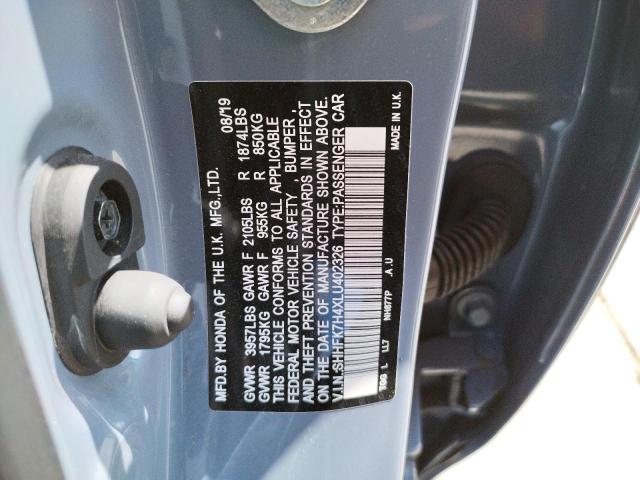 MFD.BY HONDA OF THE U.K. MFG.,LTD. 08/19
GVWR 3957LBS GAWR F 2105LBS R 1874LBS
GVWR 1795KG GAWR F 955KG R 850KG
THIS VEHICLE CONFORMS TO ALL APPLICABLE
FEDERAL MOTOR VEHICLE SAFETY, BUMPER,
AND THEFT PREVENTION STANDARDS IN EFFECT
ON THE DATE OF MANUFACTURE SHOWN ABOVE.
V.I.N.:SHHFK7H4XLU402326 TYPE:PASSENGER CAR
NH877P .A.U MADE IN U.K.
TGG L LL7